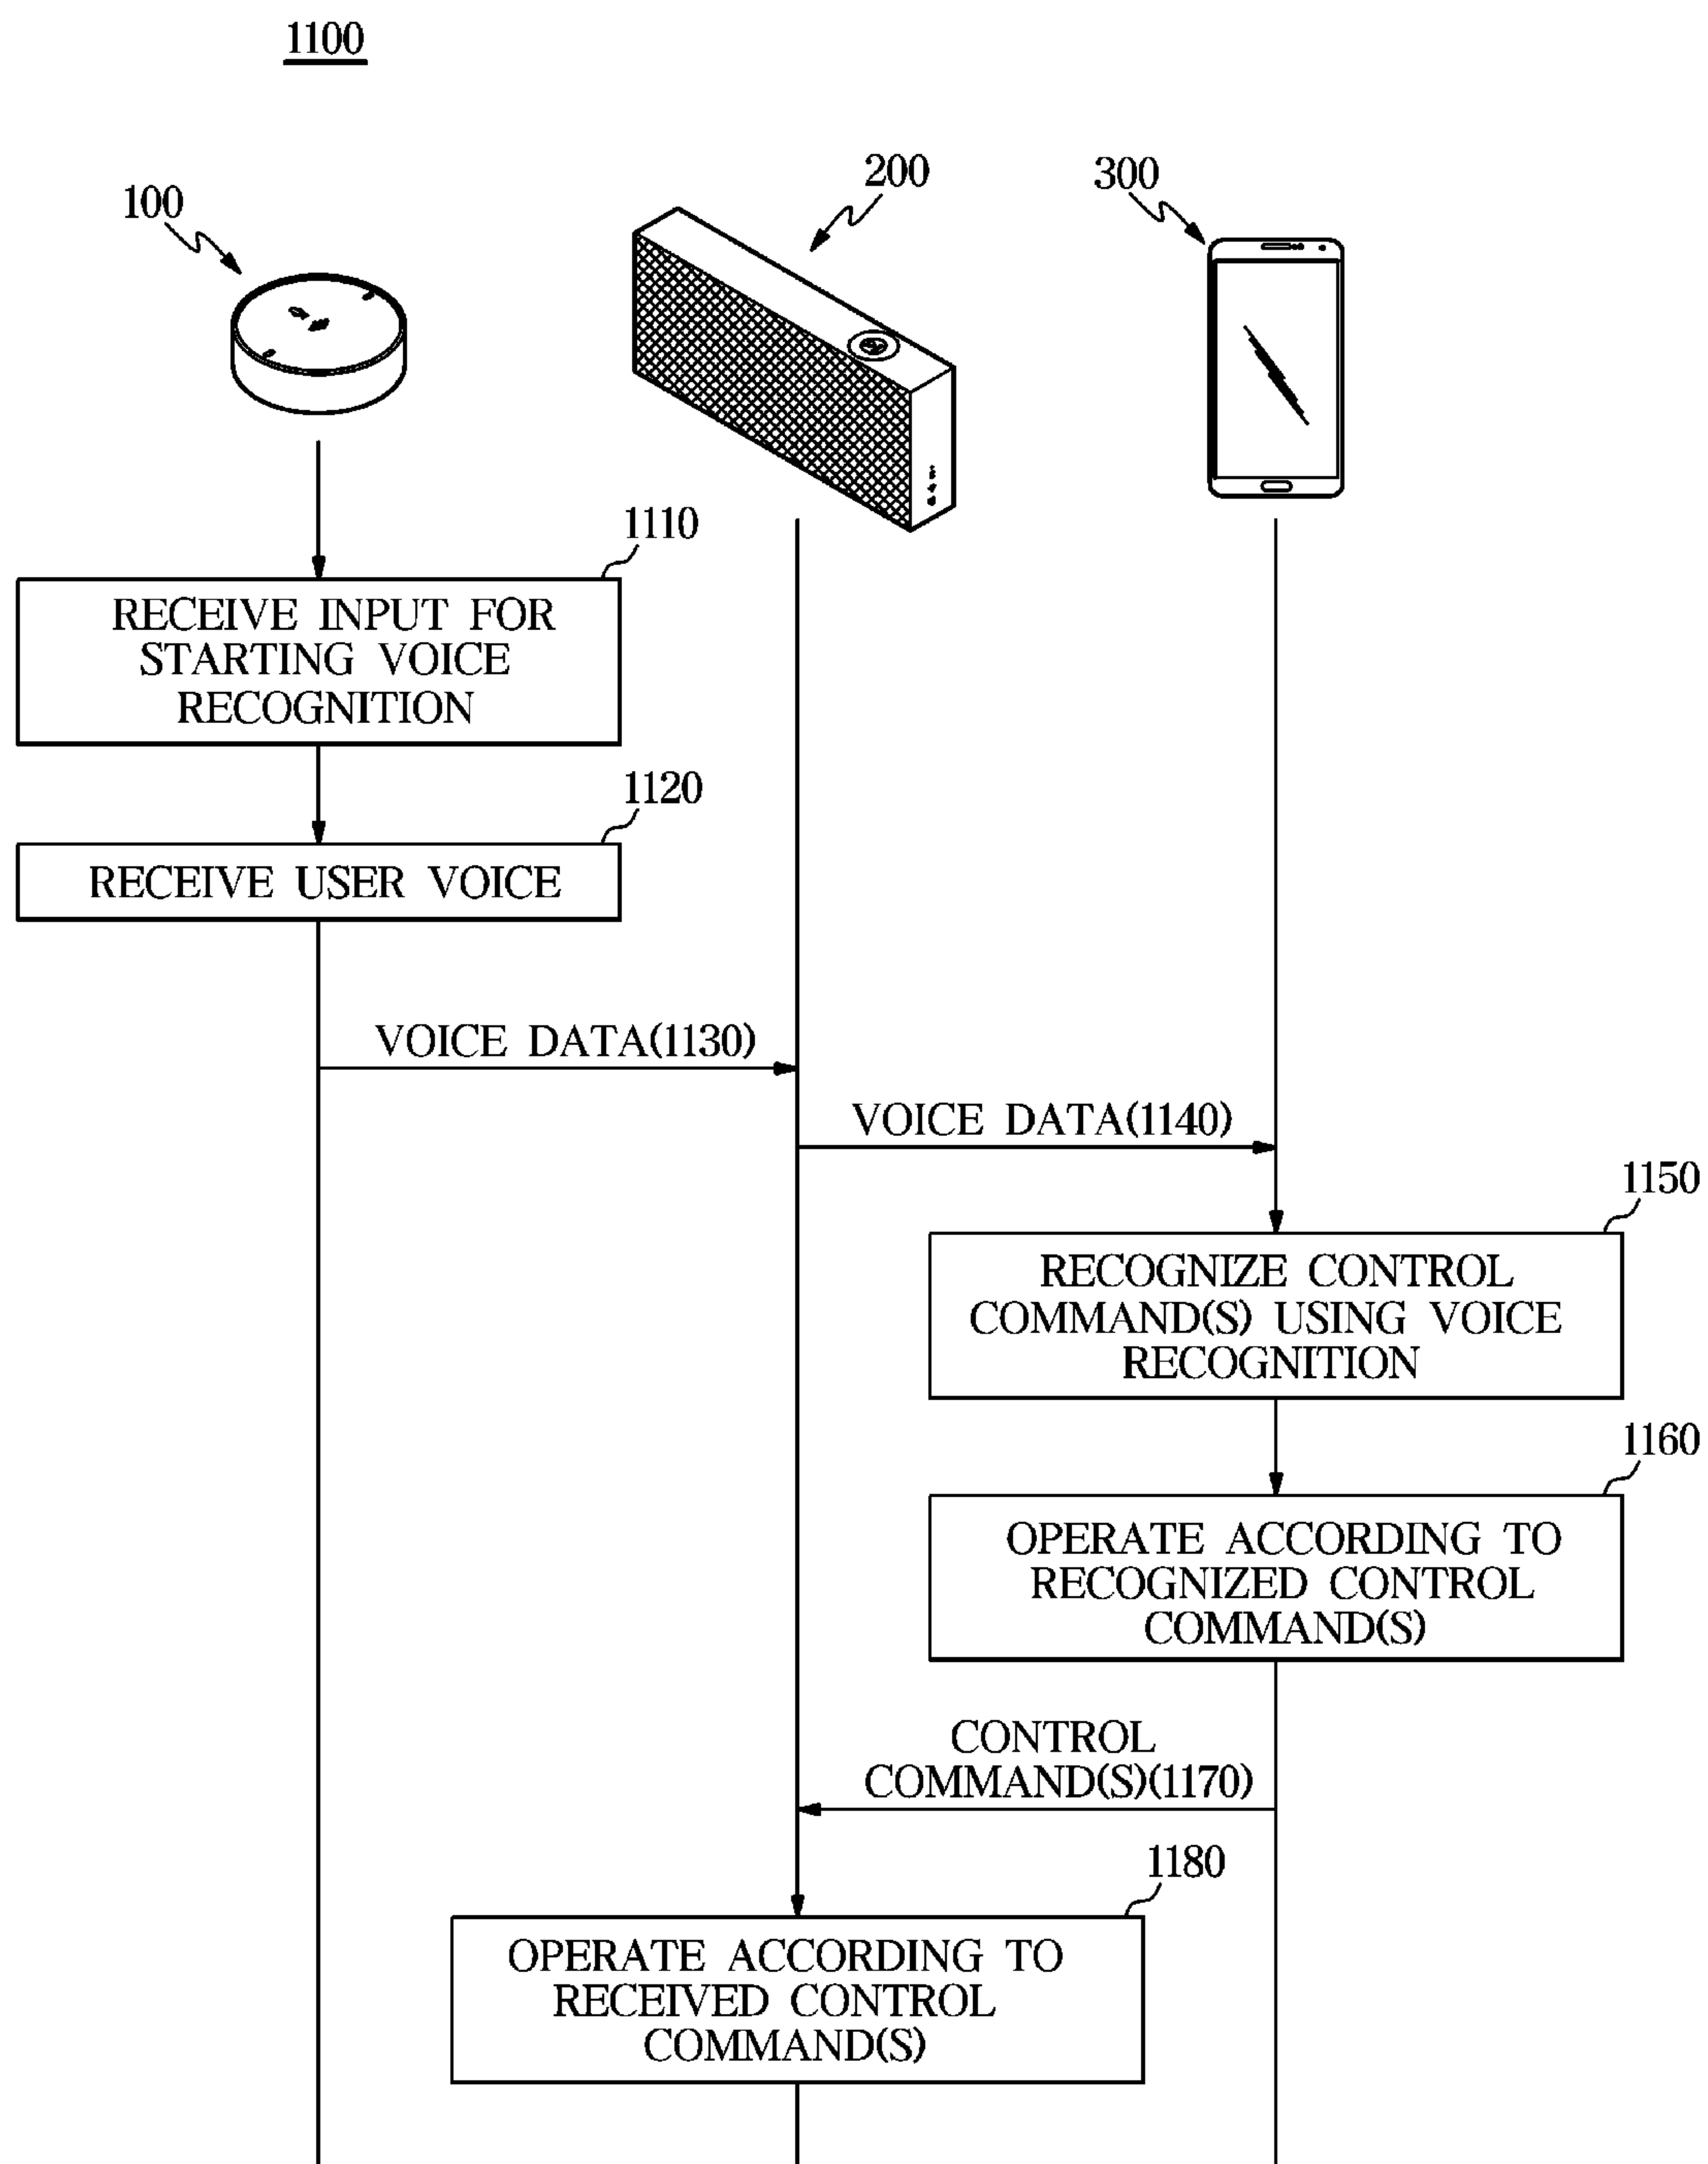 1100
100
200
300
1110
RECEIVE INPUT FOR
STARTING VOICE
RECOGNITION
1120
RECEIVE USER VOICE
VOICE DATA(1130)
VOICE DATA(1140)
1150
RECOGNIZE CONTROL
COMMAND(S) USING VOICE
RECOGNITION
1160
OPERATE ACCORDING TO
RECOGNIZED CONTROL
COMMAND(S)
CONTROL
COMMAND(S)(1170)
1180
OPERATE ACCORDING TO
RECEIVED CONTROL
COMMAND(S)